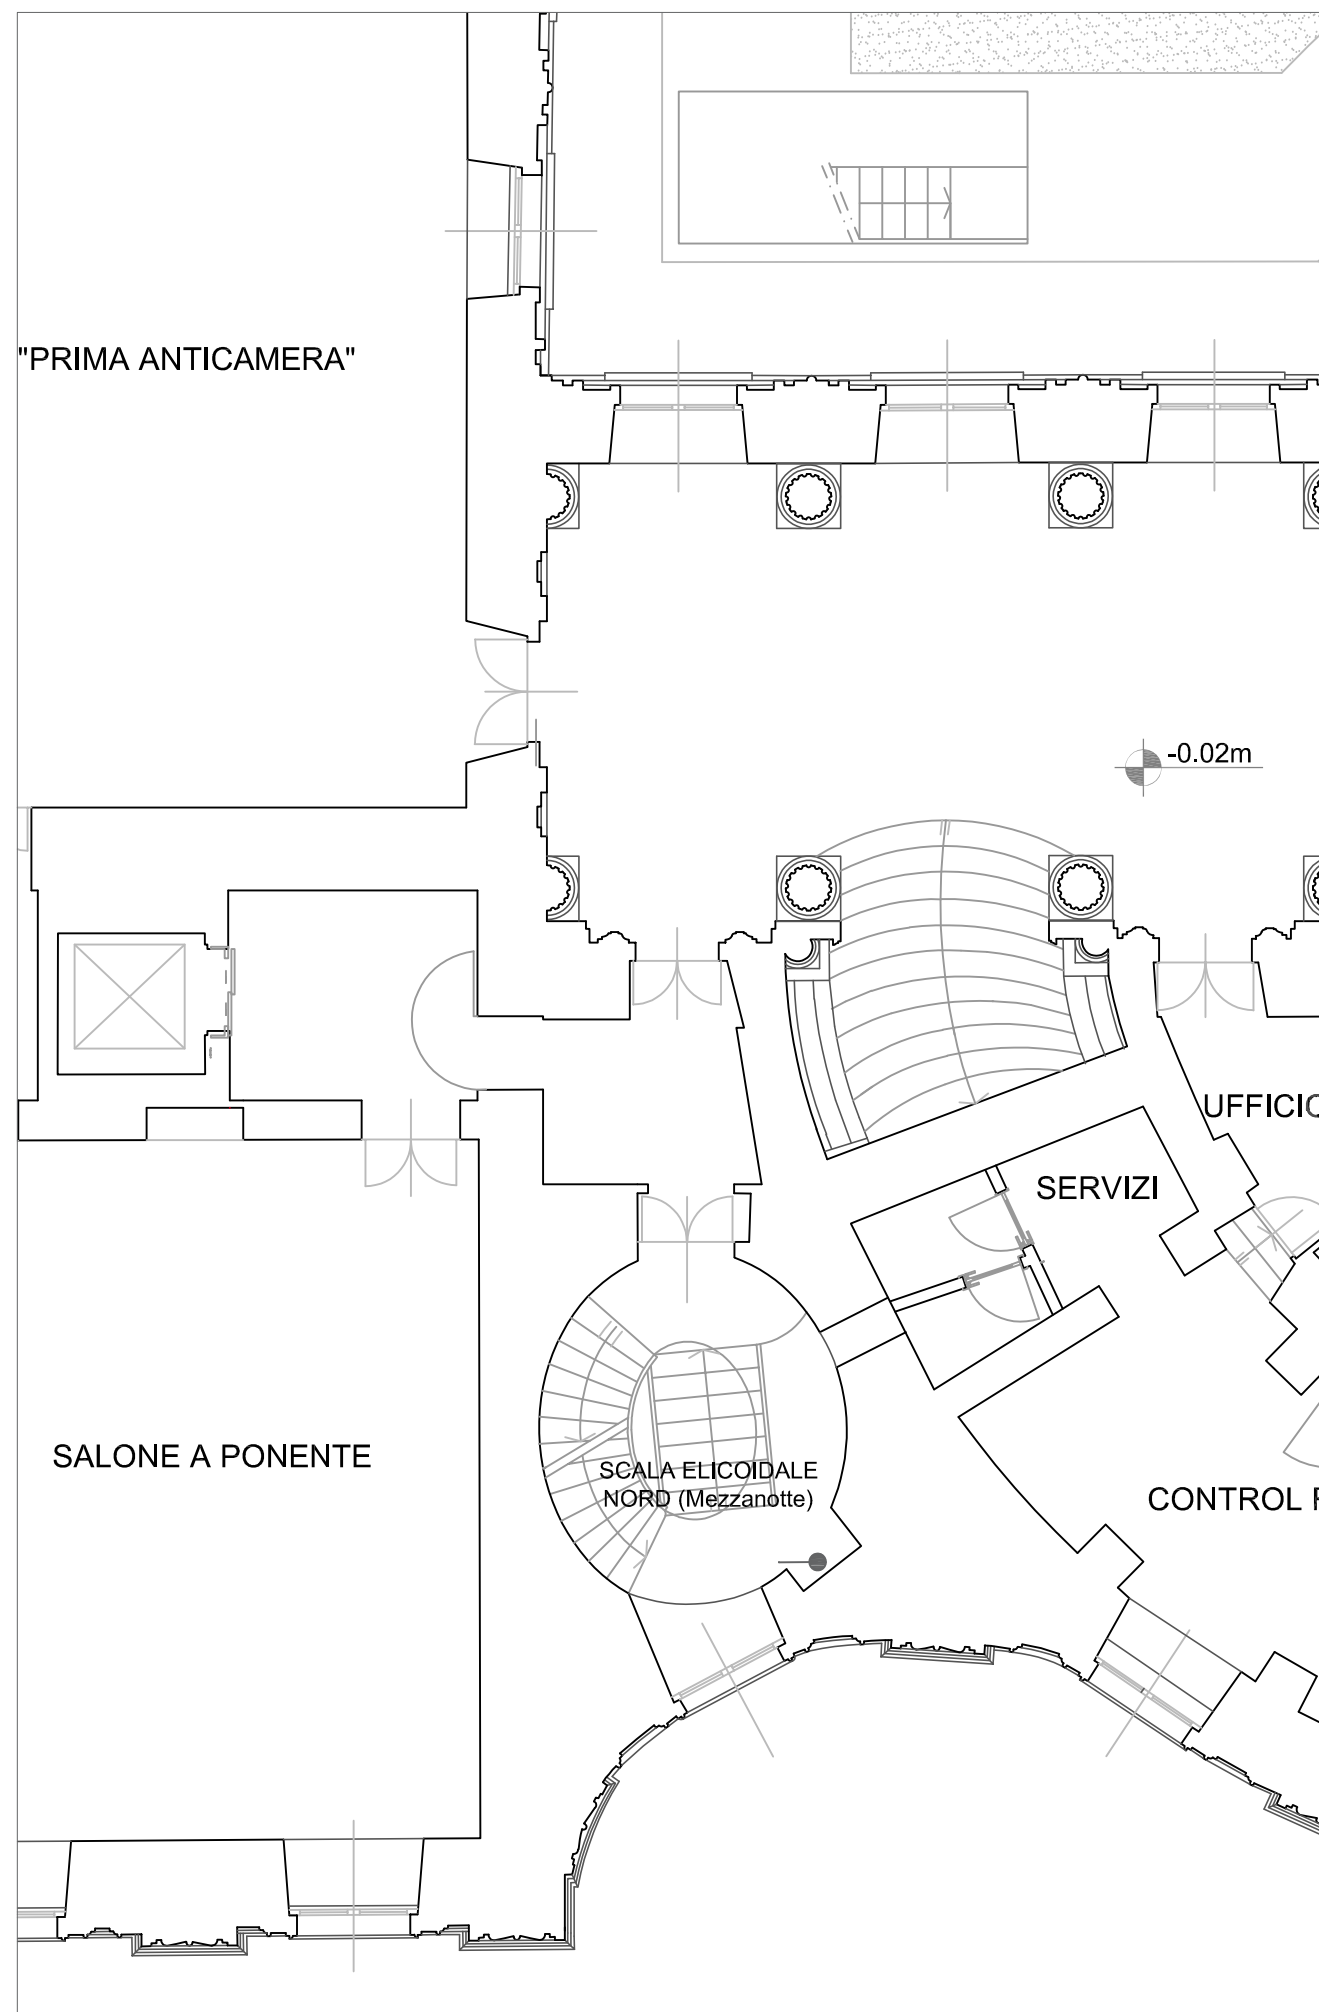 "PRIMA ANTICAMERA"
-0.02m
UFFICIO
SERVIZI
SALONE A PONENTE
SCALA ELICOIDALE
NORD (Mezzanotte)
CONTROL